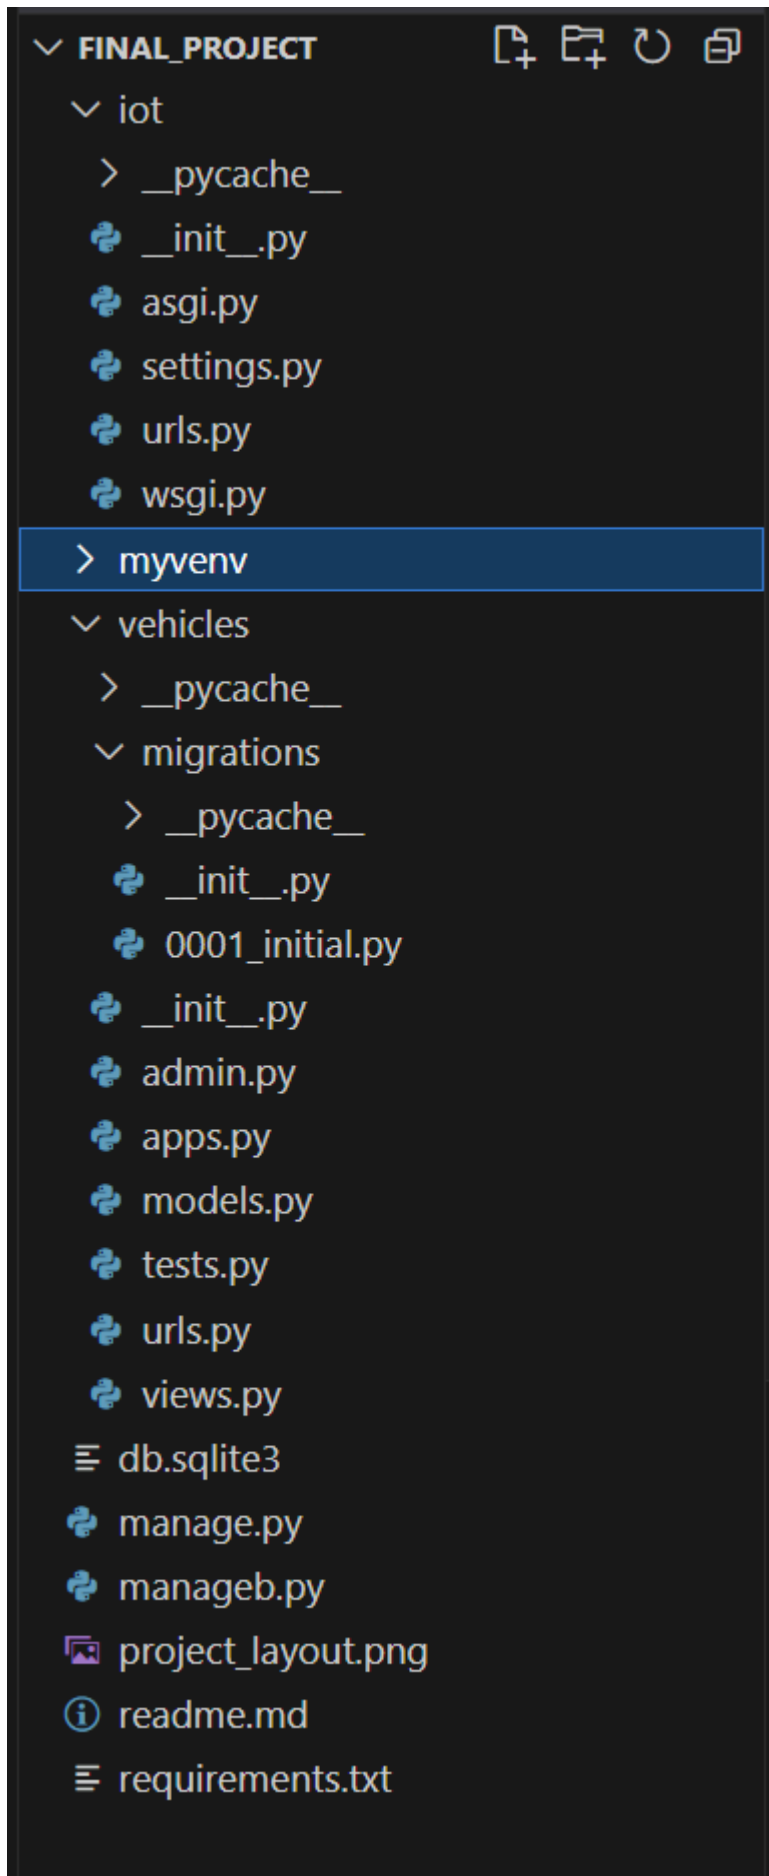 FINAL_PROJECT
iot
__pycache__
__init__.py
asgi.py
settings.py
urls.py
wsgi.py
myvenv
vehicles
__pycache__
migrations
__pycache__
__init__.py
0001_initial.py
__init__.py
admin.py
apps.py
models.py
tests.py
urls.py
views.py
db.sqlite3
manage.py
manageb.py
project_layout.png
readme.md
requirements.txt